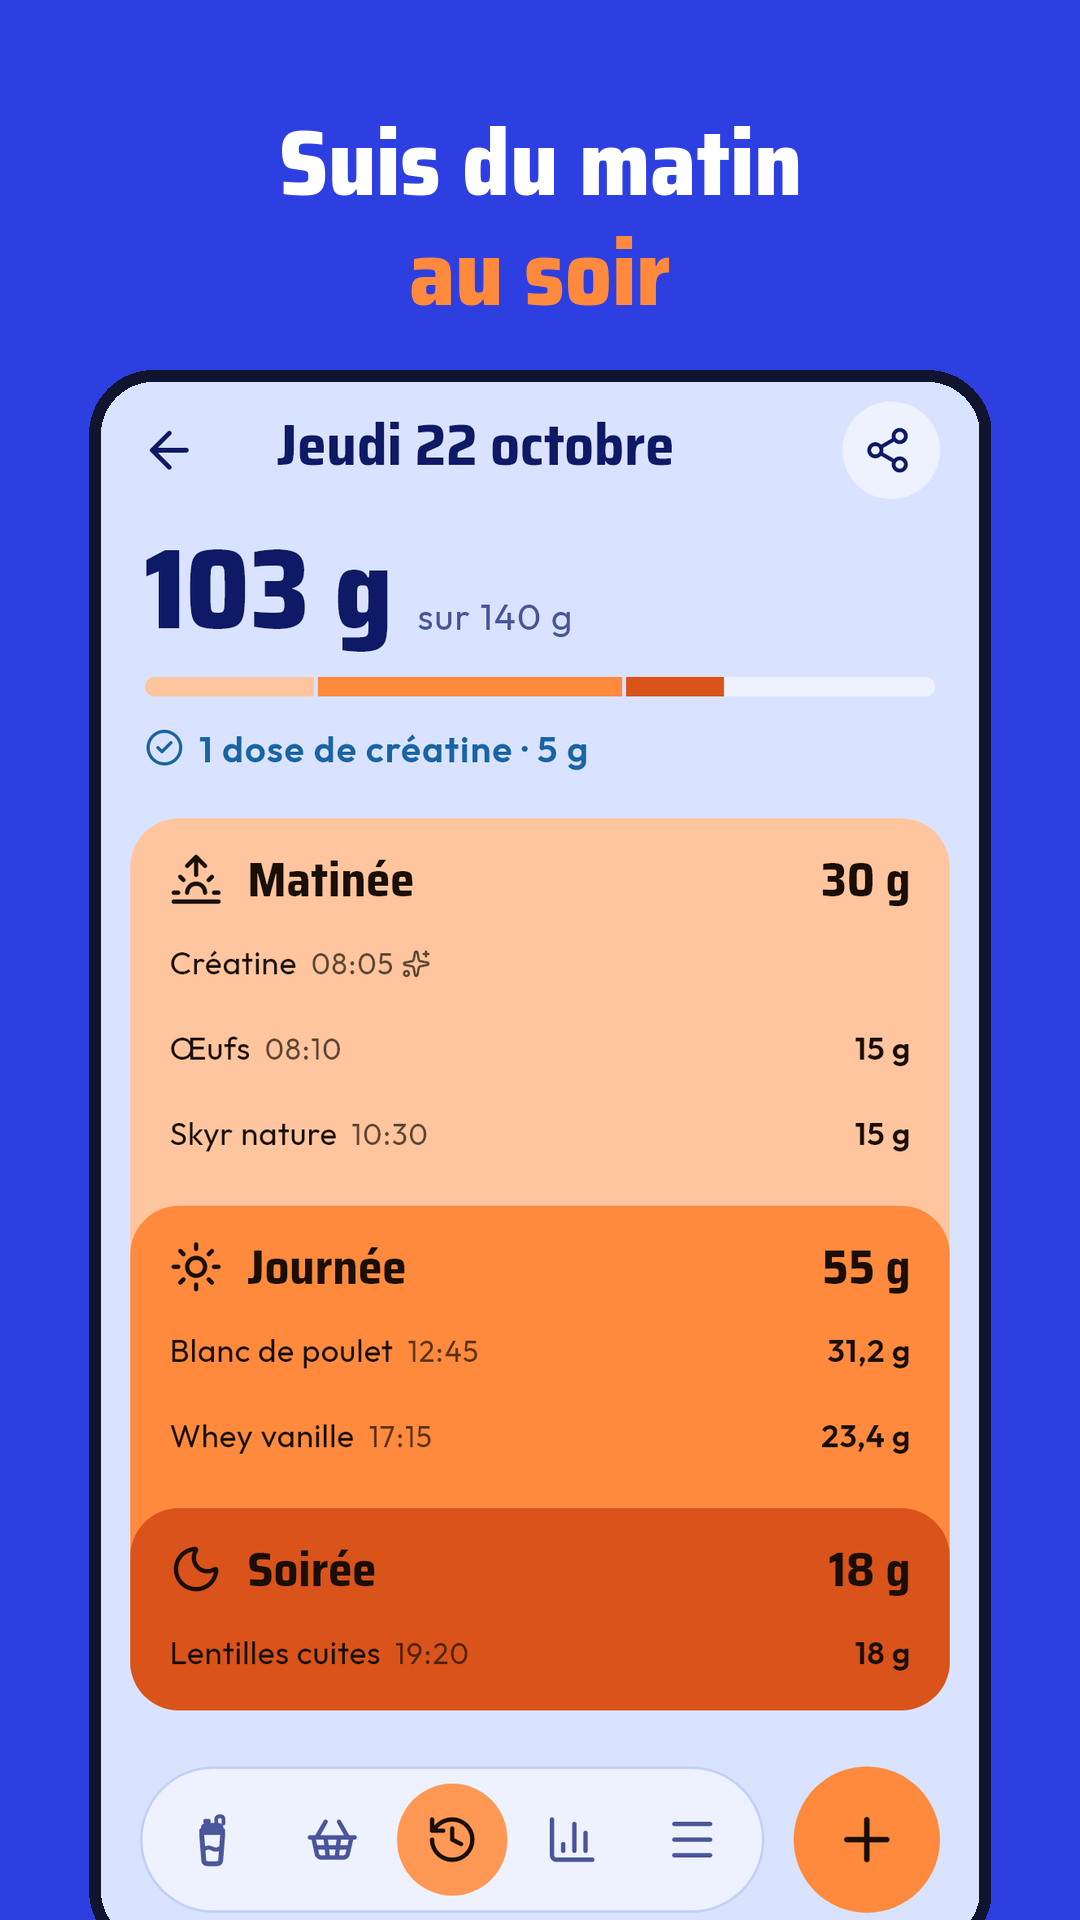 Suis du matin
au soir
Jeudi 22 octobre
103 g sur 140 g
1 dose de créatine · 5 g
Matinée 30 g
Créatine 08:05
Œufs 08:10 15 g
Skyr nature 10:30 15 g
Journée 55 g
Blanc de poulet 12:45 31,2 g
Whey vanille 17:15 23,4 g
Soirée 18 g
Lentilles cuites 19:20 18 g